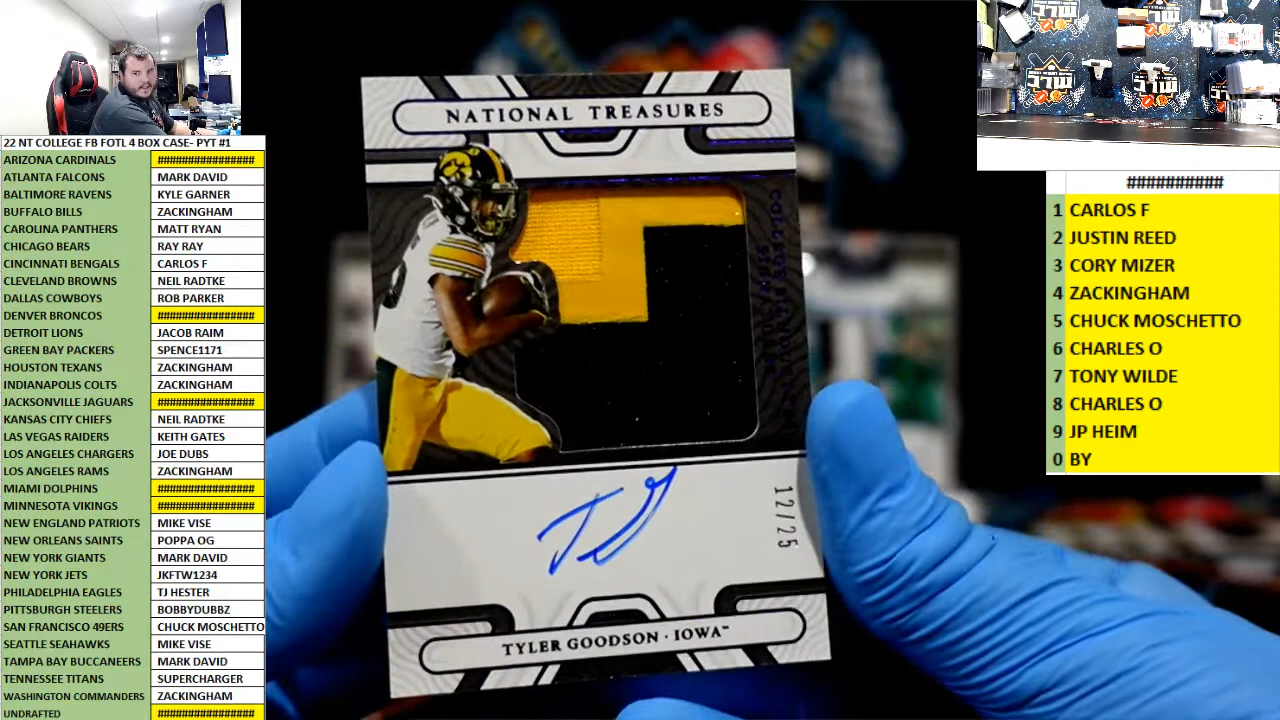 22 NT COLLEGE FB FOTL 4 BOX CASE- PYT #1
ARIZONA CARDINALS ################
ATLANTA FALCONS MARK DAVID
BALTIMORE RAVENS KYLE GARNER
BUFFALO BILLS ZACKINGHAM
CAROLINA PANTHERS MATT RYAN
CHICAGO BEARS RAY RAY
CINCINNATI BENGALS CARLOS F
CLEVELAND BROWNS NEIL RADTKE
DALLAS COWBOYS ROB PARKER
DENVER BRONCOS ################
DETROIT LIONS JACOB RAIM
GREEN BAY PACKERS SPENCE1171
HOUSTON TEXANS ZACKINGHAM
INDIANAPOLIS COLTS ZACKINGHAM
JACKSONVILLE JAGUARS ################
KANSAS CITY CHIEFS NEIL RADTKE
LAS VEGAS RAIDERS KEITH GATES
LOS ANGELES CHARGERS JOE DUBS
LOS ANGELES RAMS ZACKINGHAM
MIAMI DOLPHINS ################
MINNESOTA VIKINGS ################
NEW ENGLAND PATRIOTS MIKE VISE
NEW ORLEANS SAINTS POPPA OG
NEW YORK GIANTS MARK DAVID
NEW YORK JETS JKFTW1234
PHILADELPHIA EAGLES TJ HESTER
PITTSBURGH STEELERS BOBBYDUBBZ
SAN FRANCISCO 49ERS CHUCK MOSCHETTO
SEATTLE SEAHAWKS MIKE VISE
TAMPA BAY BUCCANEERS MARK DAVID
TENNESSEE TITANS SUPERCHARGER
WASHINGTON COMMANDERS ZACKINGHAM
UNDRAFTED ################
NATIONAL TREASURES
12/25
TYLER GOODSON · IOWA™
##########
1 CARLOS F
2 JUSTIN REED
3 CORY MIZER
4 ZACKINGHAM
5 CHUCK MOSCHETTO
6 CHARLES O
7 TONY WILDE
8 CHARLES O
9 JP HEIM
0 BY